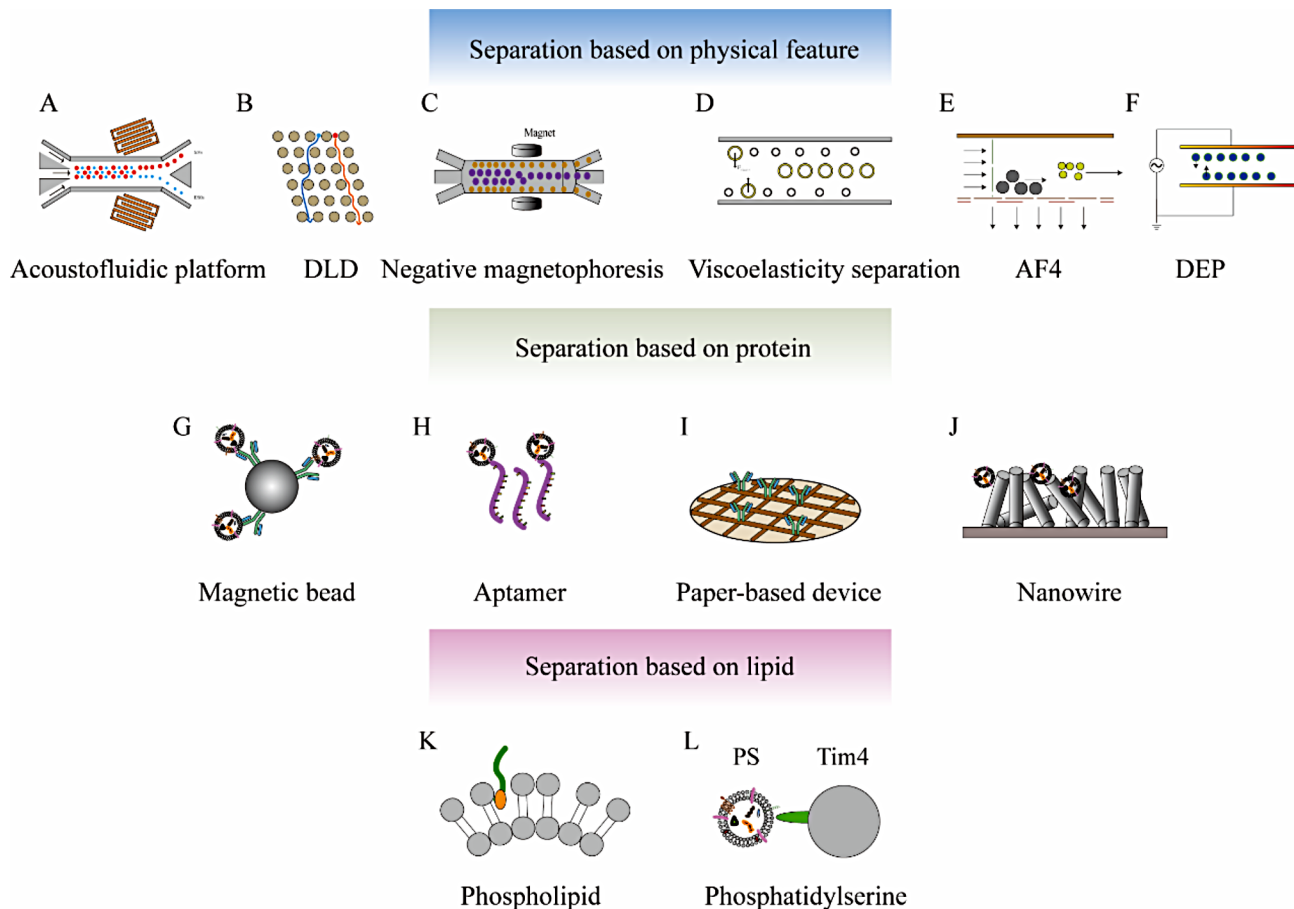 Separation based on physical feature
A
B
C
D
E
F
Magnet
Acoustofluidic platform
DLD
Negative magnetophoresis
Viscoelasticity separation
AF4
DEP
Separation based on protein
G
H
I
J
Magnetic bead
Aptamer
Paper-based device
Nanowire
Separation based on lipid
K
L
PS
Tim4
Phospholipid
Phosphatidylserine